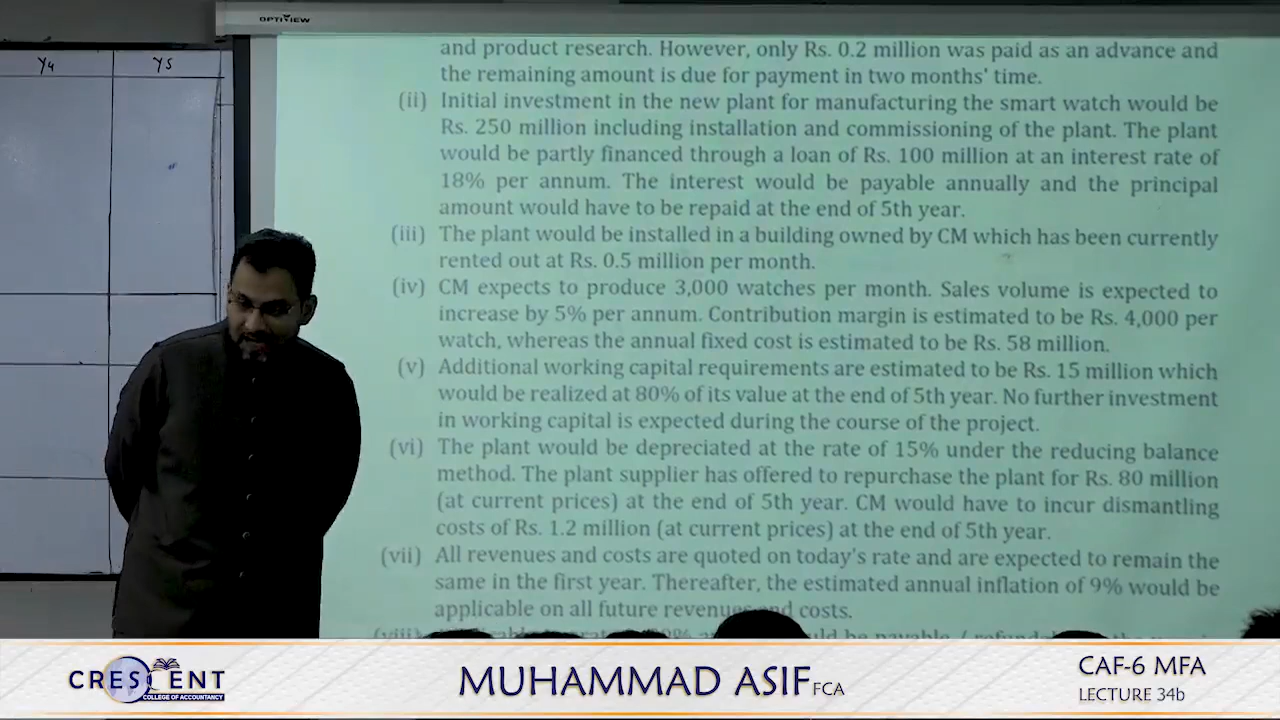 OPTIVIEW
Y4 Y5
and product research. However, only Rs. 0.2 million was paid as an advance and
the remaining amount is due for payment in two months' time.
(ii) Initial investment in the new plant for manufacturing the smart watch would be
Rs. 250 million including installation and commissioning of the plant. The plant
would be partly financed through a loan of Rs. 100 million at an interest rate of
18% per annum. The interest would be payable annually and the principal
amount would have to be repaid at the end of 5th year.
(iii) The plant would be installed in a building owned by CM which has been currently
rented out at Rs. 0.5 million per month.
(iv) CM expects to produce 3,000 watches per month. Sales volume is expected to
increase by 5% per annum. Contribution margin is estimated to be Rs. 4,000 per
watch, whereas the annual fixed cost is estimated to be Rs. 58 million.
(v) Additional working capital requirements are estimated to be Rs. 15 million which
would be realized at 80% of its value at the end of 5th year. No further investment
in working capital is expected during the course of the project.
(vi) The plant would be depreciated at the rate of 15% under the reducing balance
method. The plant supplier has offered to repurchase the plant for Rs. 80 million
(at current prices) at the end of 5th year. CM would have to incur dismantling
costs of Rs. 1.2 million (at current prices) at the end of 5th year.
(vii) All revenues and costs are quoted on today's rate and are expected to remain the
same in the first year. Thereafter, the estimated annual inflation of 9% would be
applicable on all future revenues and costs.
CRESCENT
COLLEGE OF ACCOUNTANCY
MUHAMMAD ASIF FCA
CAF-6 MFA
LECTURE 34b